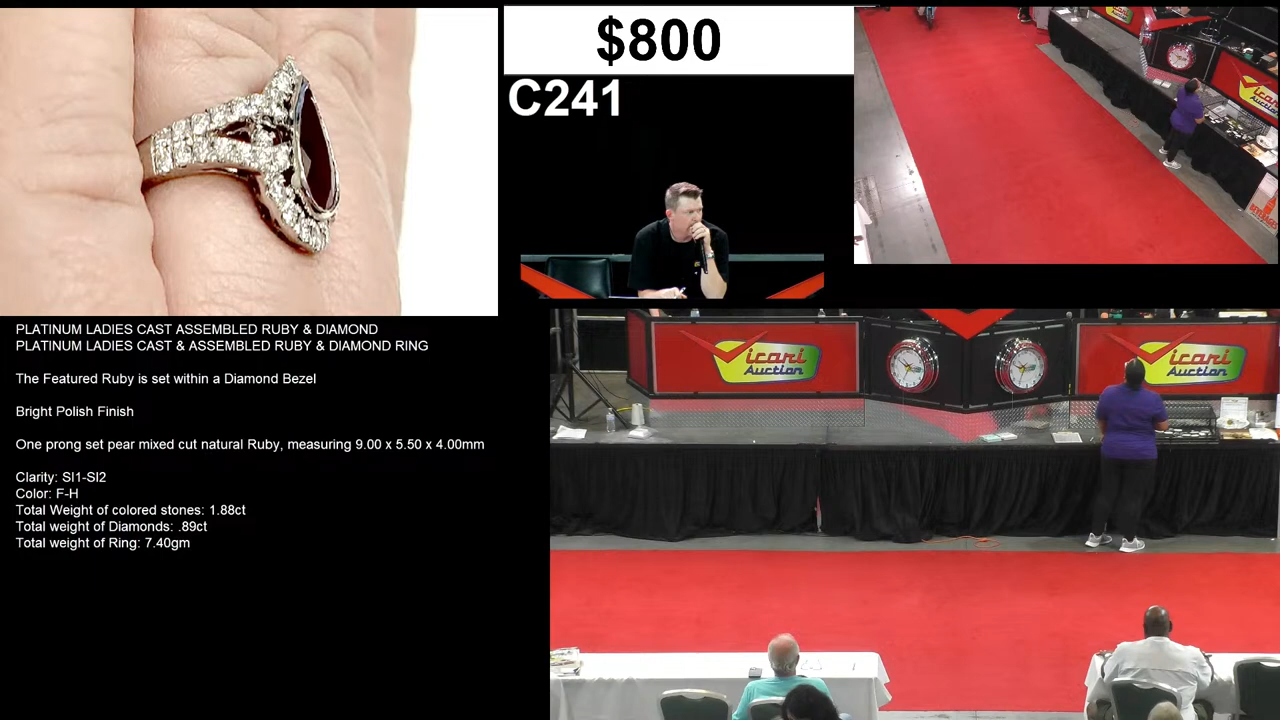 $800
C241
PLATINUM LADIES CAST ASSEMBLED RUBY & DIAMOND
PLATINUM LADIES CAST & ASSEMBLED RUBY & DIAMOND RING
The Featured Ruby is set within a Diamond Bezel
Bright Polish Finish
One prong set pear mixed cut natural Ruby, measuring 9.00 x 5.50 x 4.00mm
Clarity: SI1-SI2
Color: F-H
Total Weight of colored stones: 1.88ct
Total weight of Diamonds: .89ct
Total weight of Ring: 7.40gm
Vicari
Auction
Vicari
Auction